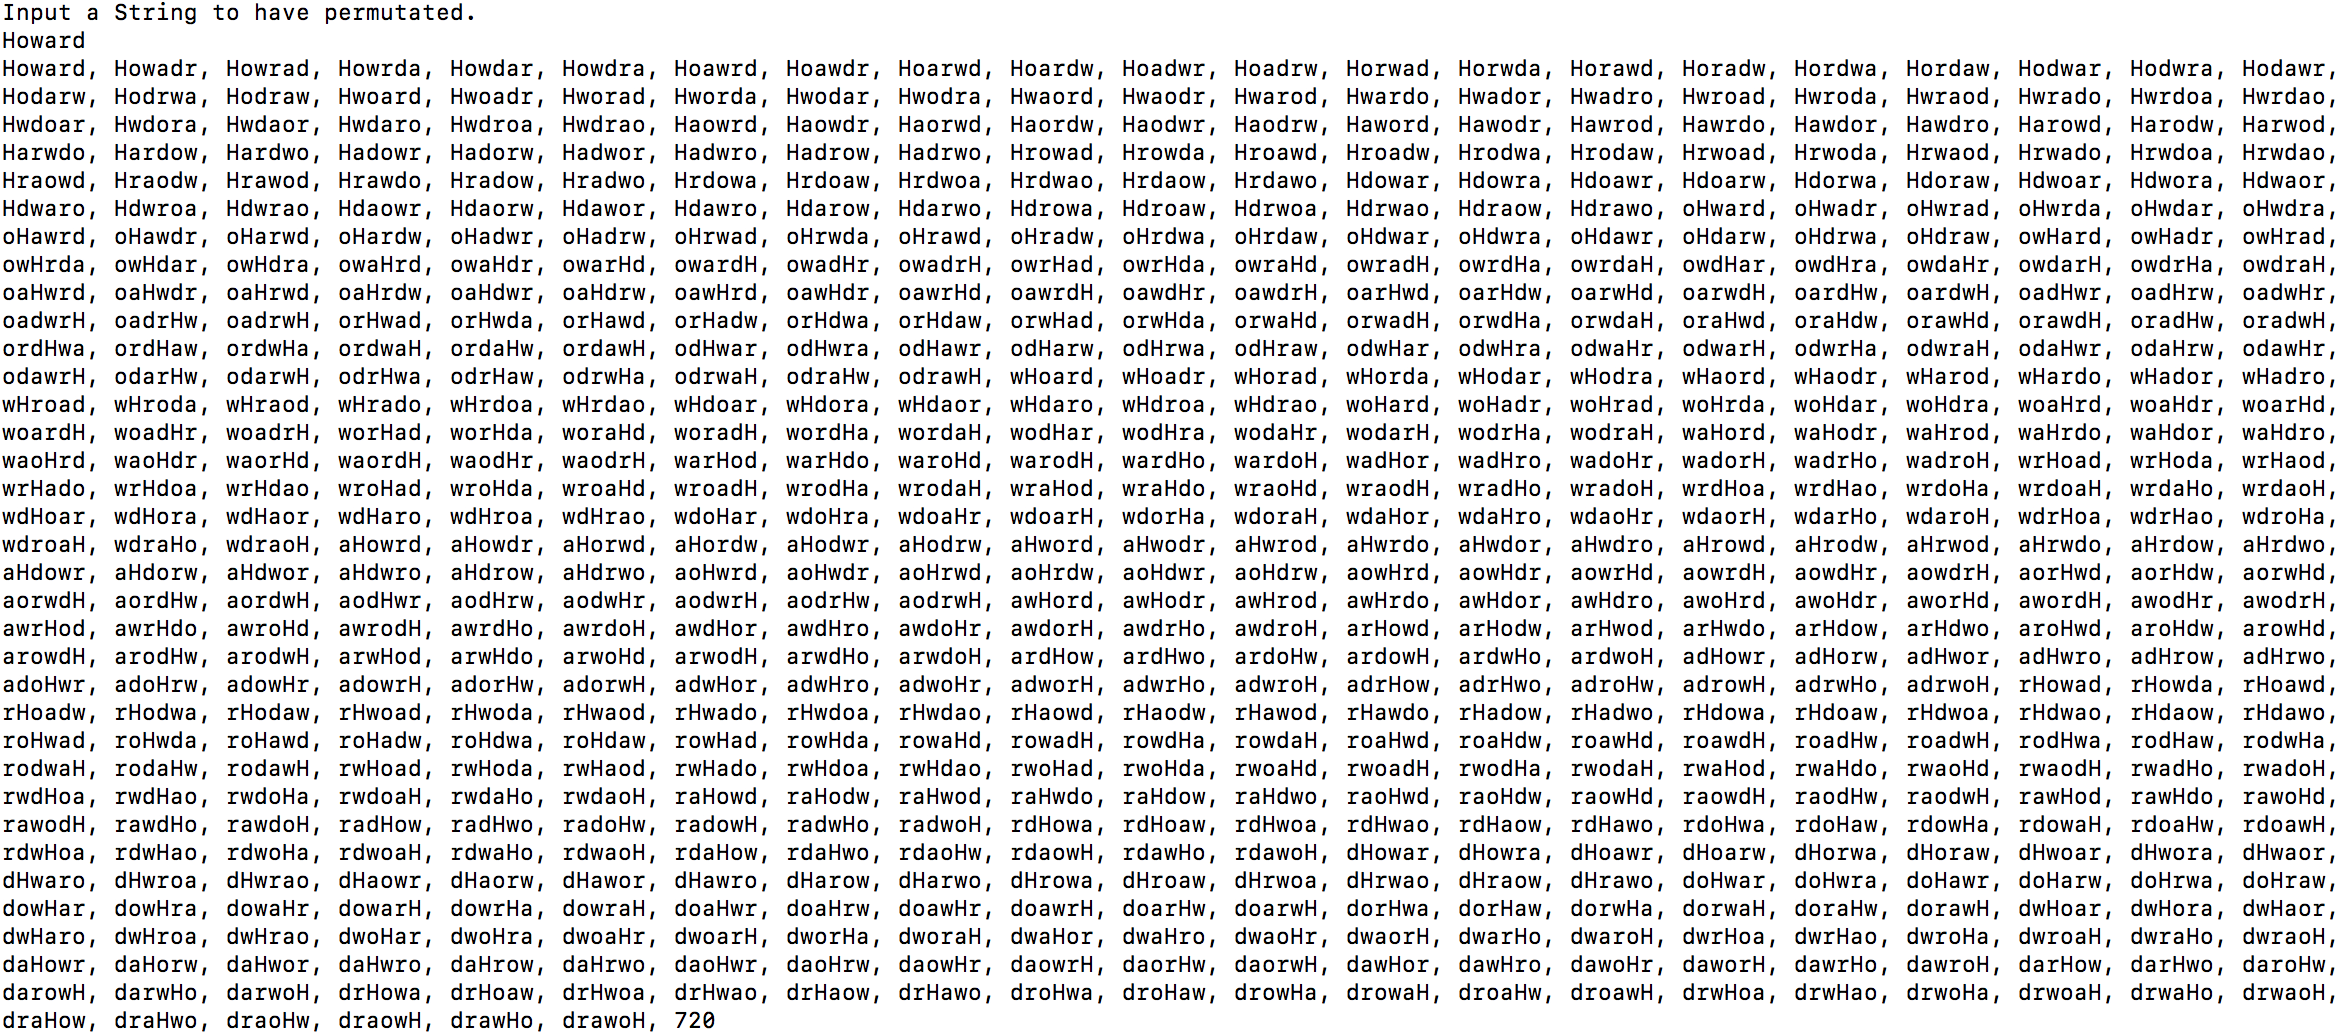 Input a String to have permutated.
Howard
Howard, Howadr, Howrad, Howrda, Howdar, Howdra, Hoawrd, Hoawdr, Hoarwd, Hoardw, Hoadwr, Hoadrw, Horwad, Horwda, Horawd, Horadw, Hordwa, Hordaw, Hodwar, Hodwra, Hodawr,
Hodarw, Hodrwa, Hodraw, Hwoard, Hwoadr, Hworad, Hworda, Hwodar, Hwodra, Hwaord, Hwaodr, Hwarod, Hwardo, Hwador, Hwadro, Hwroad, Hwroda, Hwraod, Hwrado, Hwrdoa, Hwrdao,
Hwdoar, Hwdora, Hwdaor, Hwdaro, Hwdroa, Hwdrao, Haowrd, Haowdr, Haorwd, Haordw, Haodwr, Haodrw, Haword, Hawodr, Hawrod, Hawrdo, Hawdor, Hawdro, Harowd, Harodw, Harwod,
Harwdo, Hardow, Hardwo, Hadowr, Hadorw, Hadwor, Hadwro, Hadrow, Hadrwo, Hrowad, Hrowda, Hroawd, Hroadw, Hrodwa, Hrodaw, Hrwoad, Hrwoda, Hrwaod, Hrwado, Hrwdoa, Hrwdao,
Hraowd, Hraodw, Hrawod, Hrawdo, Hradow, Hradwo, Hrdowa, Hrdoaw, Hrdwoa, Hrdwao, Hrdaow, Hrdawo, Hdowar, Hdowra, Hdoawr, Hdoarw, Hdorwa, Hdoraw, Hdwoar, Hdwora, Hdwaor,
Hdwaro, Hdwroa, Hdwrao, Hdaowr, Hdaorw, Hdawor, Hdawro, Hdarow, Hdarwo, Hdrowa, Hdroaw, Hdrwoa, Hdrwao, Hdraow, Hdrawo, oHward, oHwadr, oHwrad, oHwrda, oHwdar, oHwdra,
oHawrd, oHawdr, oHarwd, oHardw, oHadwr, oHadrw, oHrwad, oHrwda, oHrawd, oHradw, oHrdwa, oHrdaw, oHdwar, oHdwra, oHdawr, oHdarw, oHdrwa, oHdraw, owHard, owHadr, owHrad,
owHrda, owHdar, owHdra, owaHrd, owaHdr, owarHd, owardH, owadHr, owadrH, owrHad, owrHda, owraHd, owradH, owrdHa, owrdaH, owdHar, owdHra, owdaHr, owdarH, owdrHa, owdraH,
oaHwrd, oaHwdr, oaHrwd, oaHrdw, oaHdwr, oaHdrw, oawHrd, oawHdr, oawrHd, oawrdH, oawdHr, oawdrH, oarHwd, oarHdw, oarwHd, oarwdH, oardHw, oardwH, oadHwr, oadHrw, oadwHr,
oadwrH, oadrHw, oadrwH, orHwad, orHwda, orHawd, orHadw, orHdwa, orHdaw, orwHad, orwHda, orwaHd, orwadH, orwdHa, orwdaH, oraHwd, oraHdw, orawHd, orawdH, oradHw, oradwH,
ordHwa, ordHaw, ordwHa, ordwaH, ordaHw, ordawH, odHwar, odHwra, odHawr, odHarw, odHrwa, odHraw, odwHar, odwHra, odwaHr, odwarH, odwrHa, odwraH, odaHwr, odaHrw, odawHr,
odawrH, odarHw, odarwH, odrHwa, odrHaw, odrwHa, odrwaH, odraHw, odrawH, wHoard, wHoadr, wHorad, wHorda, wHodar, wHodra, wHaord, wHaodr, wHarod, wHardo, wHador, wHadro,
wHroad, wHroda, wHraod, wHrado, wHrdoa, wHrdao, wHdoar, wHdora, wHdaor, wHdaro, wHdroa, wHdrao, woHard, woHadr, woHrad, woHrda, woHdar, woHdra, woaHrd, woaHdr, woarHd,
woardH, woadHr, woadrH, worHad, worHda, woraHd, woradH, wordHa, wordaH, wodHar, wodHra, wodaHr, wodarH, wodrHa, wodraH, waHord, waHodr, waHrod, waHrdo, waHdor, waHdro,
waoHrd, waoHdr, waorHd, waordH, waodHr, waodrH, warHod, warHdo, waroHd, warodH, wardHo, wardoH, wadHor, wadHro, wadoHr, wadorH, wadrHo, wadroH, wrHoad, wrHoda, wrHaod,
wrHado, wrHdoa, wrHdao, wroHad, wroHda, wroaHd, wroadH, wrodHa, wrodaH, wraHod, wraHdo, wraoHd, wraodH, wradHo, wradoH, wrdHoa, wrdHao, wrdoHa, wrdoaH, wrdaHo, wrdaoH,
wdHoar, wdHora, wdHaor, wdHaro, wdHroa, wdHrao, wdoHar, wdoHra, wdoaHr, wdoarH, wdorHa, wdoraH, wdaHor, wdaHro, wdaoHr, wdaorH, wdarHo, wdaroH, wdrHoa, wdrHao, wdroHa,
wdroaH, wdraHo, wdraoH, aHowrd, aHowdr, aHorwd, aHordw, aHodwr, aHodrw, aHword, aHwodr, aHwrod, aHwrdo, aHwdor, aHwdro, aHrowd, aHrodw, aHrwod, aHrwdo, aHrdow, aHrdwo,
aHdowr, aHdorw, aHdwor, aHdwro, aHdrow, aHdrwo, aoHwrd, aoHwdr, aoHrwd, aoHrdw, aoHdwr, aoHdrw, aowHrd, aowHdr, aowrHd, aowrdH, aowdHr, aowdrH, aorHwd, aorHdw, aorwHd,
aorwdH, aordHw, aordwH, aodHwr, aodHrw, aodwHr, aodwrH, aodrHw, aodrwH, awHord, awHodr, awHrod, awHrdo, awHdor, awHdro, awoHrd, awoHdr, aworHd, awordH, awodHr, awodrH,
awrHod, awrHdo, awroHd, awrodH, awrdHo, awrdoH, awdHor, awdHro, awdoHr, awdorH, awdrHo, awdroH, arHowd, arHodw, arHwod, arHwdo, arHdow, arHdwo, aroHwd, aroHdw, arowHd,
arowdH, arodHw, arodwH, arwHod, arwHdo, arwoHd, arwodH, arwdHo, arwdoH, ardHow, ardHwo, ardoHw, ardowH, ardwHo, ardwoH, adHowr, adHorw, adHwor, adHwro, adHrow, adHrwo,
adoHwr, adoHrw, adowHr, adowrH, adorHw, adorwH, adwHor, adwHro, adwoHr, adworH, adwrHo, adwroH, adrHow, adrHwo, adroHw, adrowH, adrwHo, adrwoH, rHowad, rHowda, rHoawd,
rHoadw, rHodwa, rHodaw, rHwoad, rHwoda, rHwaod, rHwado, rHwdoa, rHwdao, rHaowd, rHaodw, rHawod, rHawdo, rHadow, rHadwo, rHdowa, rHdoaw, rHdwoa, rHdwao, rHdaow, rHdawo,
roHwad, roHwda, roHawd, roHadw, roHdwa, roHdaw, rowHad, rowHda, rowaHd, rowadH, rowdHa, rowdaH, roaHwd, roaHdw, roawHd, roawdH, roadHw, roadwH, rodHwa, rodHaw, rodwHa,
rodwaH, rodaHw, rodawH, rwHoad, rwHoda, rwHaod, rwHado, rwHdoa, rwHdao, rwoHad, rwoHda, rwoaHd, rwoadH, rwodHa, rwodaH, rwaHod, rwaHdo, rwaoHd, rwaodH, rwadHo, rwadoH,
rwdHoa, rwdHao, rwdoHa, rwdoaH, rwdaHo, rwdaoH, raHowd, raHodw, raHwod, raHwdo, raHdow, raHdwo, raoHwd, raoHdw, raowHd, raowdH, raodHw, raodwH, rawHod, rawHdo, rawoHd,
rawodH, rawdHo, rawdoH, radHow, radHwo, radoHw, radowH, radwHo, radwoH, rdHowa, rdHoaw, rdHwoa, rdHwao, rdHaow, rdHawo, rdoHwa, rdoHaw, rdowHa, rdowaH, rdoaHw, rdoawH,
rdwHoa, rdwHao, rdwoHa, rdwoaH, rdwaHo, rdwaoH, rdaHow, rdaHwo, rdaoHw, rdaowH, rdawHo, rdawoH, dHowar, dHowra, dHoawr, dHoarw, dHorwa, dHoraw, dHwoar, dHwora, dHwaor,
dHwaro, dHwroa, dHwrao, dHaowr, dHaorw, dHawor, dHawro, dHarow, dHarwo, dHrowa, dHroaw, dHrwoa, dHrwao, dHraow, dHrawo, doHwar, doHwra, doHawr, doHarw, doHrwa, doHraw,
dowHar, dowHra, dowaHr, dowarH, dowrHa, dowraH, doaHwr, doaHrw, doawHr, doawrH, doarHw, doarwH, dorHwa, dorHaw, dorwHa, dorwaH, doraHw, dorawH, dwHoar, dwHora, dwHaor,
dwHaro, dwHroa, dwHrao, dwoHar, dwoHra, dwoaHr, dwoarH, dworHa, dworaH, dwaHor, dwaHro, dwaoHr, dwaorH, dwarHo, dwaroH, dwrHoa, dwrHao, dwroHa, dwroaH, dwraHo, dwraoH,
daHowr, daHorw, daHwor, daHwro, daHrow, daHrwo, daoHwr, daoHrw, daowHr, daowrH, daorHw, daorwH, dawHor, dawHro, dawoHr, daworH, dawrHo, dawroH, darHow, darHwo, daroHw,
darowH, darwHo, darwoH, drHowa, drHoaw, drHwoa, drHwao, drHaow, drHawo, droHwa, droHaw, drowHa, drowaH, droaHw, droawH, drwHoa, drwHao, drwoHa, drwoaH, drwaHo, drwaoH,
draHow, draHwo, draoHw, draowH, drawHo, drawoH, 720